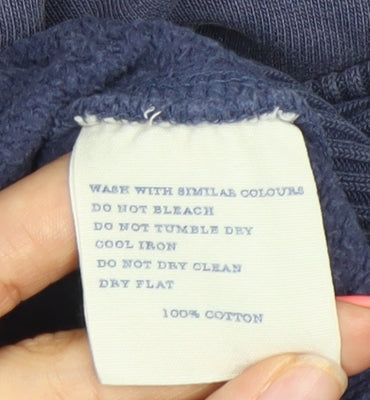 WASH WITH SIMILAR COLOURS
DO NOT BLEACH
DO NOT TUMBLE DRY
COOL IRON
DO NOT DRY CLEAN
DRY FLAT
100% COTTON